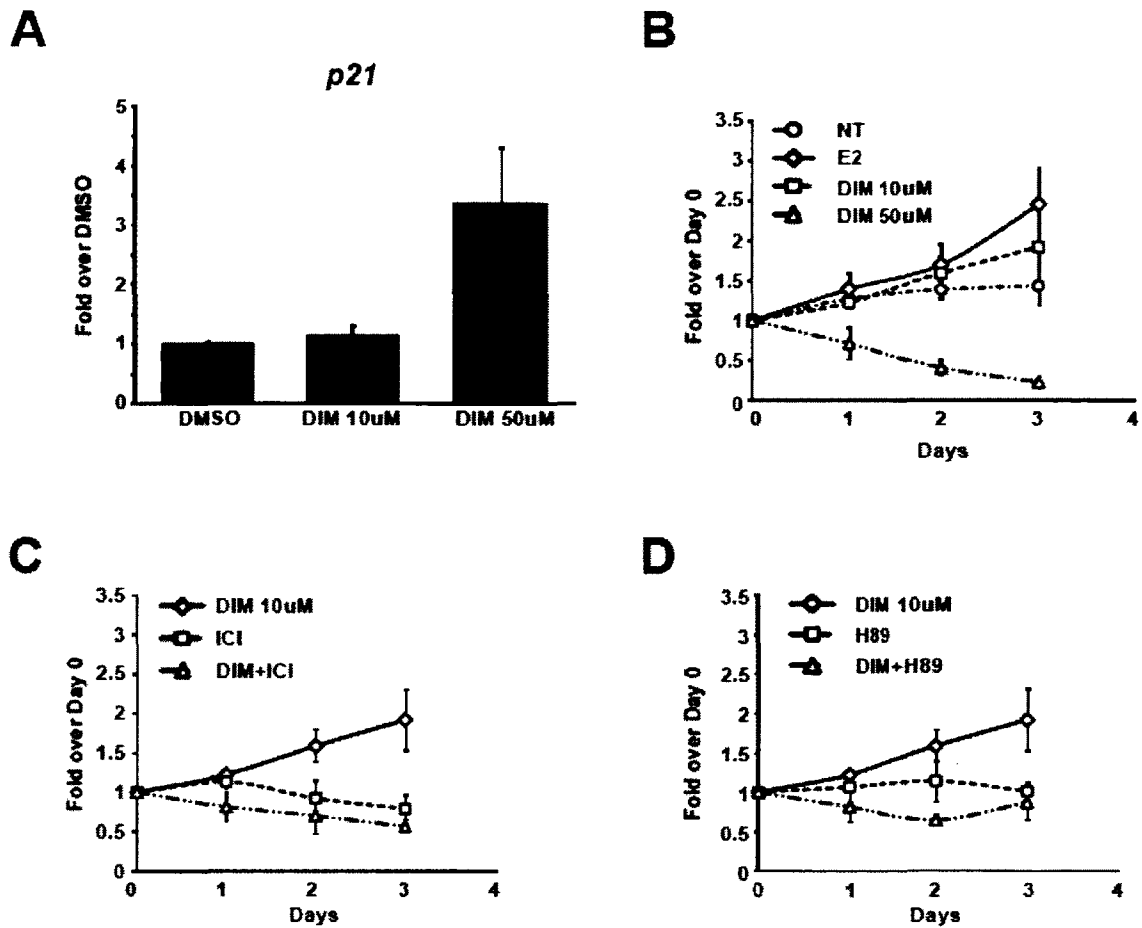 A
p21
Fold over DMSO
5
4
3
2
1
0
DMSO DIM 10uM DIM 50uM
B
Fold over Day 0
3.5
3
2.5
2
1.5
1
0.5
0
NT
E2
DIM 10uM
DIM 50uM
0 1 2 3 4
Days
C
Fold over Day 0
3.5
3
2.5
2
1.5
1
0.5
0
DIM 10uM
ICI
DIM+ICI
0 1 2 3 4
Days
D
Fold over Day 0
3.5
3
2.5
2
1.5
1
0.5
0
DIM 10uM
H89
DIM+H89
0 1 2 3 4
Days